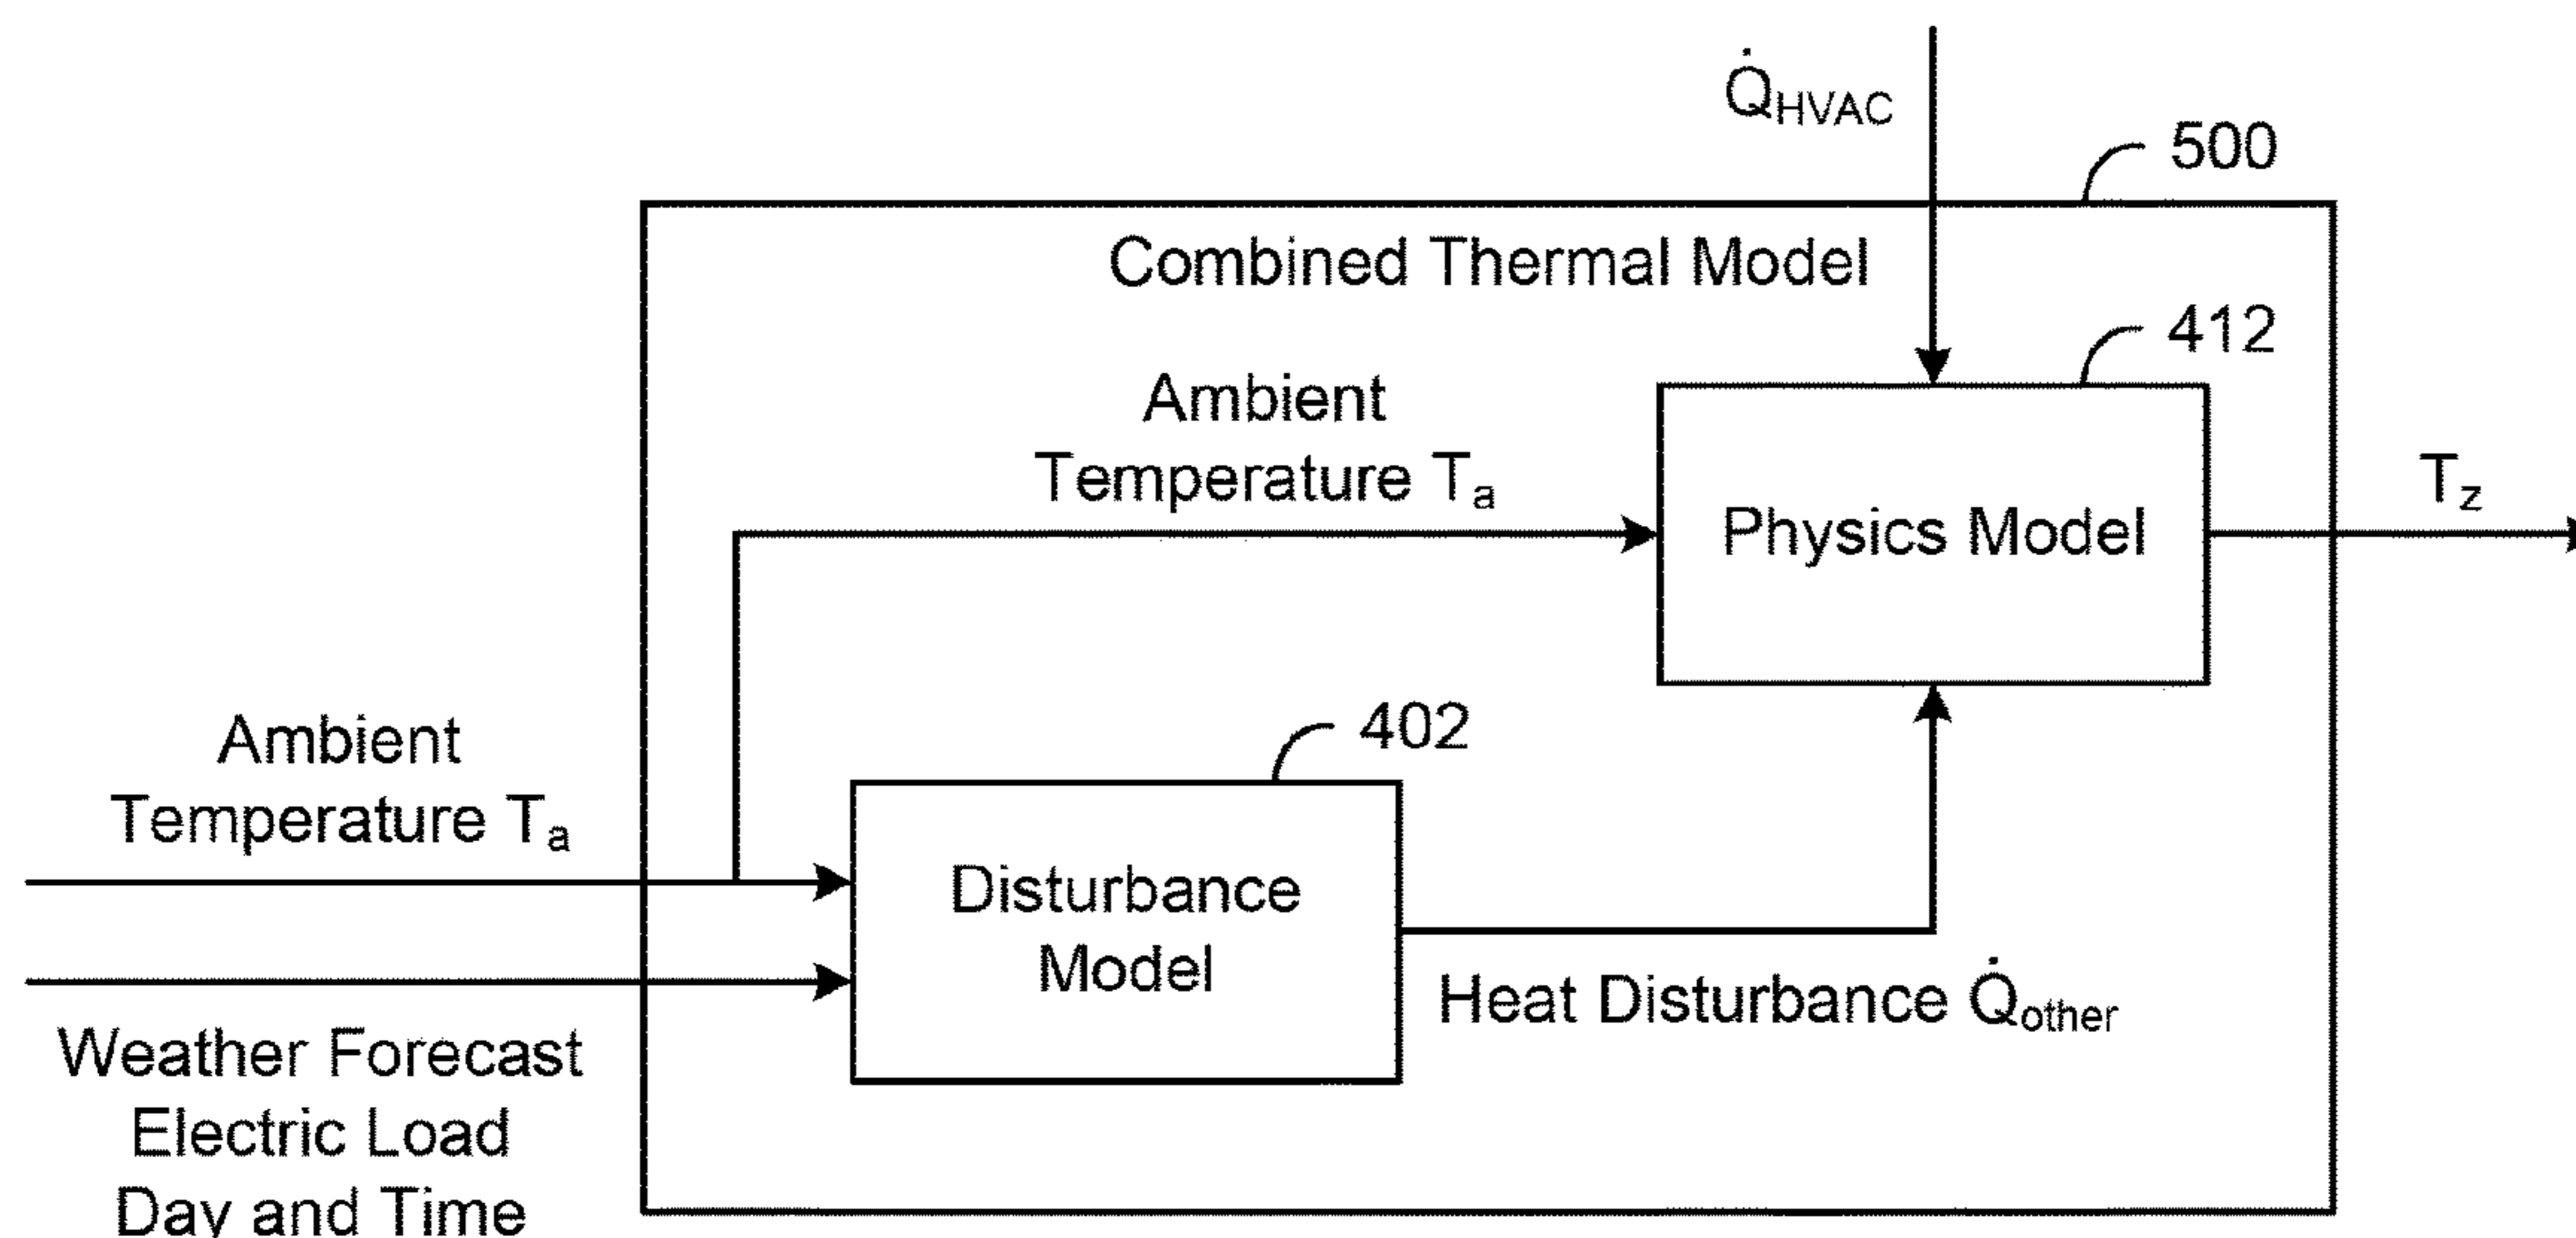 Q̇HVAC
500
Combined Thermal Model
412
Ambient
Temperature Ta
Physics Model
Tz
402
Ambient
Temperature Ta
Disturbance
Model
Heat Disturbance Q̇other
Weather Forecast
Electric Load
Day and Time